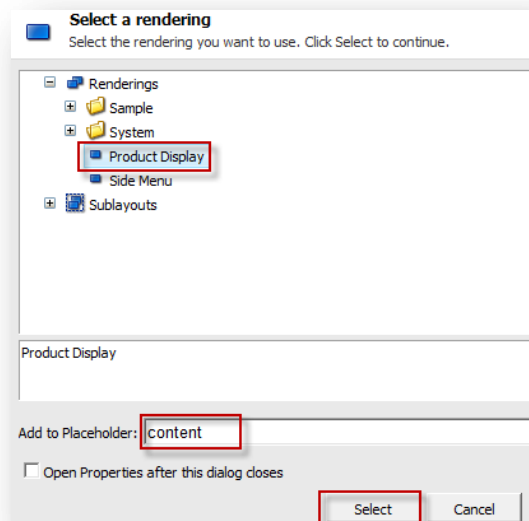 Select a rendering
Select the rendering you want to use. Click Select to continue.
Renderings
Sample
System
Product Display
Side Menu
Sublayouts
Product Display
Add to Placeholder: content
Open Properties after this dialog closes
Select Cancel